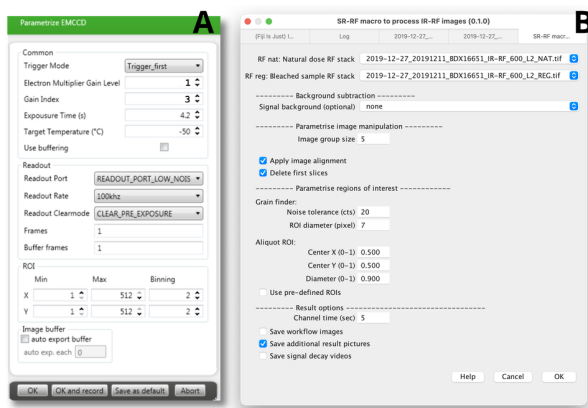 Parametrize EMCCD
A
Common
Trigger Mode Trigger_first
Electron Multiplier Gain Level 1
Gain Index 3
Expousure Time (s) 4.2
Target Temperature (°C) -50
Use buffering
Readout
Readout Port READOUT_PORT_LOW_NOIS
Readout Rate 100khz
Readout Clearmode CLEAR_PRE_EXPOSURE
Frames 1
Buffer frames 1
ROI
Min Max Binning
X 1 512 2
Y 1 512 2
Image buffer
auto export buffer
auto exp. each 0
OK OK and record Save as default Abort
B
SR-RF macro to process IR-RF images (0.1.0)
(Fiji Is Just) I... Log 2019-12-27_... 2019-12-27_... SR-RF macr...
RF nat: Natural dose RF stack 2019-12-27_20191211_BDX16651_IR-RF_600_L2_NAT.tif
RF reg: Bleached sample RF stack 2019-12-27_20191211_BDX16651_IR-RF_600_L2_REG.tif
--------- Background subtraction ---------
Signal background (optional) none
--------- Parametrise image manipulation ---------
Image group size 5
Apply image alignment
Delete first slices
--------- Parametrise regions of interest ------------
Grain finder:
Noise tolerance (cts) 20
ROI diameter (pixel) 7
Aliquot ROI:
Center X (0-1) 0.500
Center Y (0-1) 0.500
Diameter (0-1) 0.900
Use pre-defined ROIs
--------- Result options -------------------------
Channel time (sec) 5
Save workflow images
Save additional result pictures
Save signal decay videos
Help Cancel OK